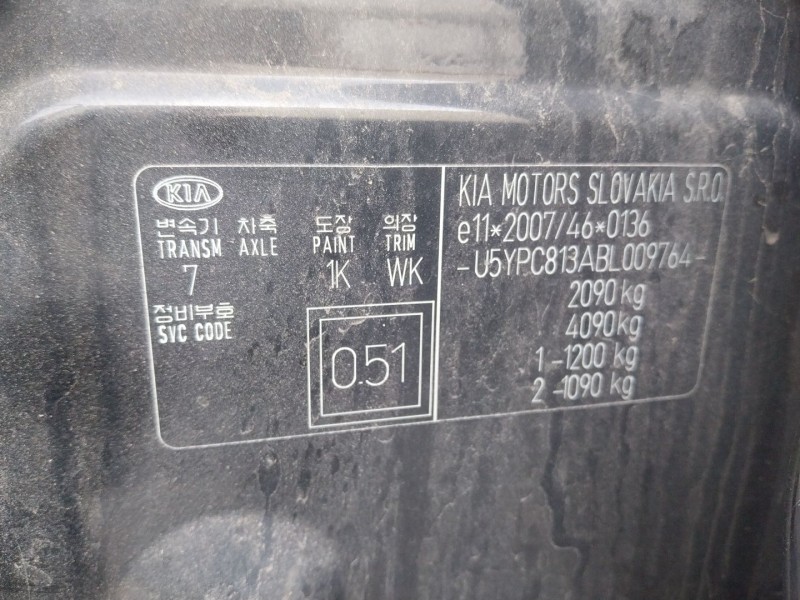 KIA
변속기 차축 도장 의장
TRANSM AXLE PAINT TRIM
7 1K WK
정비부호
SVC CODE
0.51
KIA MOTORS SLOVAKIA S.R.O.
e11*2007/46*0136
-U5YPC813ABL009764-
2090 kg
4090kg
1-1200 kg
2-1090 kg